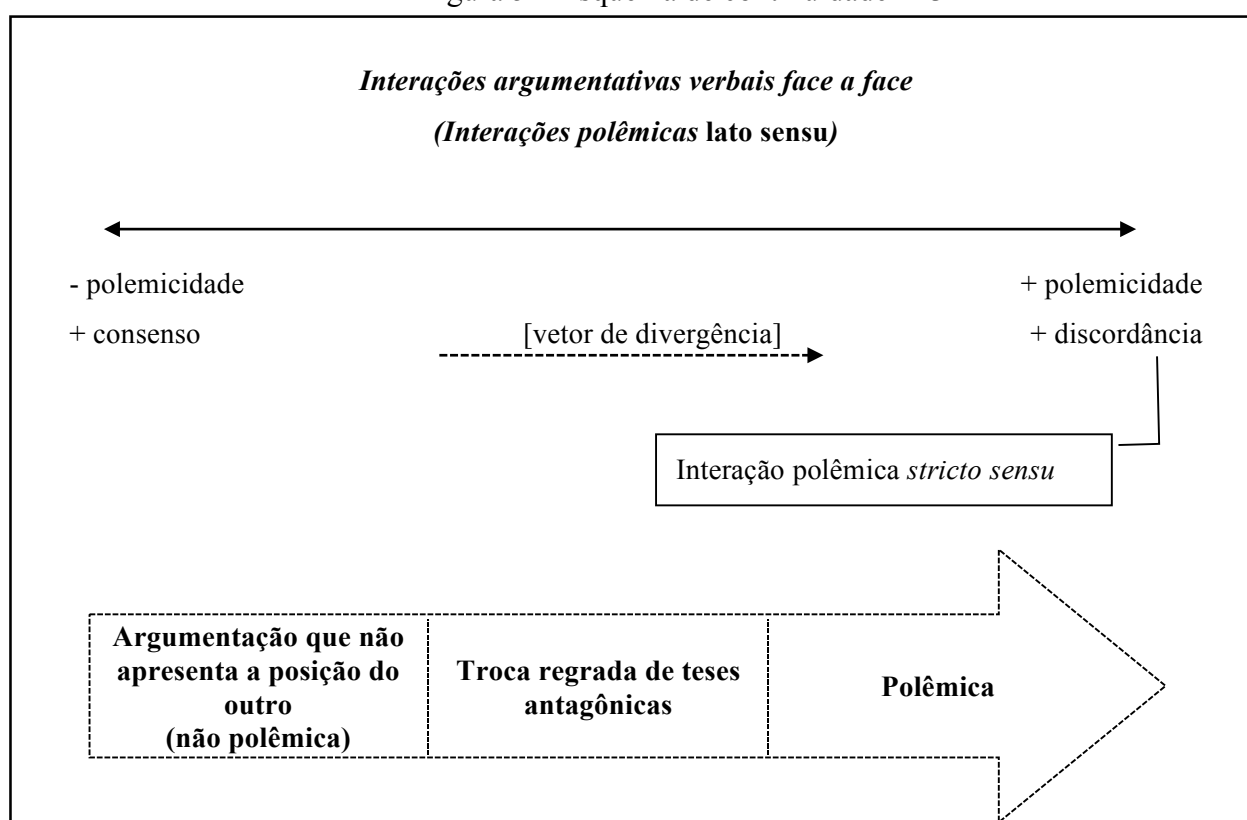 Interações argumentativas verbais face a face
(Interações polêmicas lato sensu)
- polemicidade
+ polemicidade
+ consenso
[vetor de divergência]
+ discordância
Interação polêmica stricto sensu
Argumentação que não
apresenta a posição do
outro
(não polêmica)
Troca regrada de teses
antagônicas
Polêmica